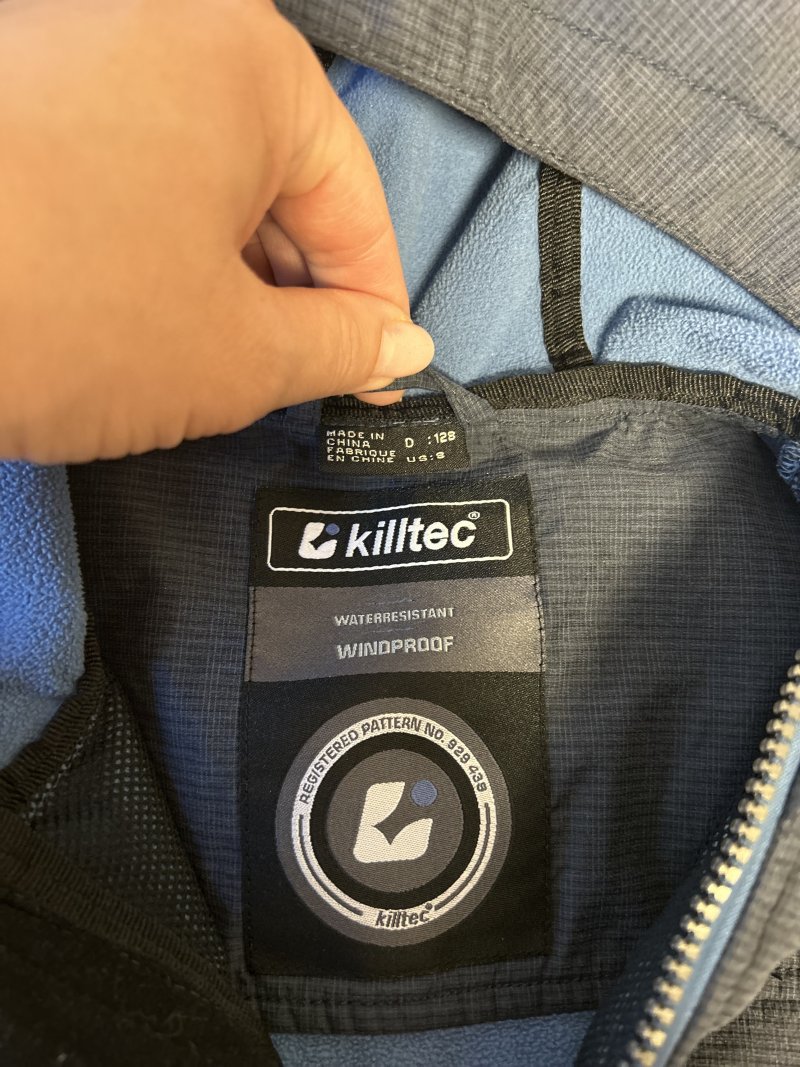 MADE IN
CHINA
FABRIQUE
EN CHINE
D : 128
US: S
killtec®
WATERRESISTANT
WINDPROOF
REGISTERED PATTERN NO. 929 439
killtec®